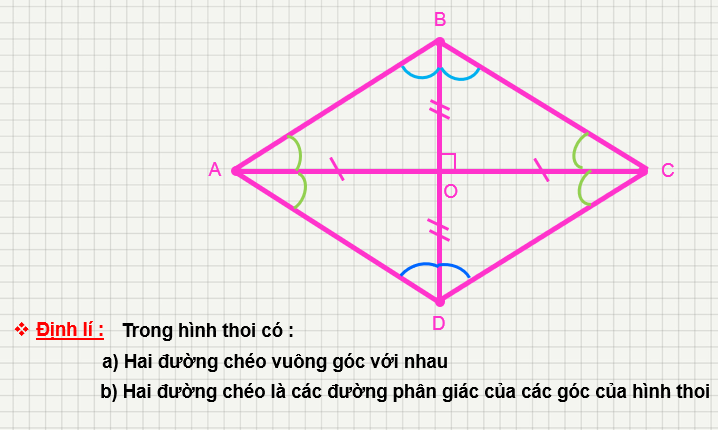 B
A
C
O
D
❖ Định lí : Trong hình thoi có :
a) Hai đường chéo vuông góc với nhau
b) Hai đường chéo là các đường phân giác của các góc của hình thoi